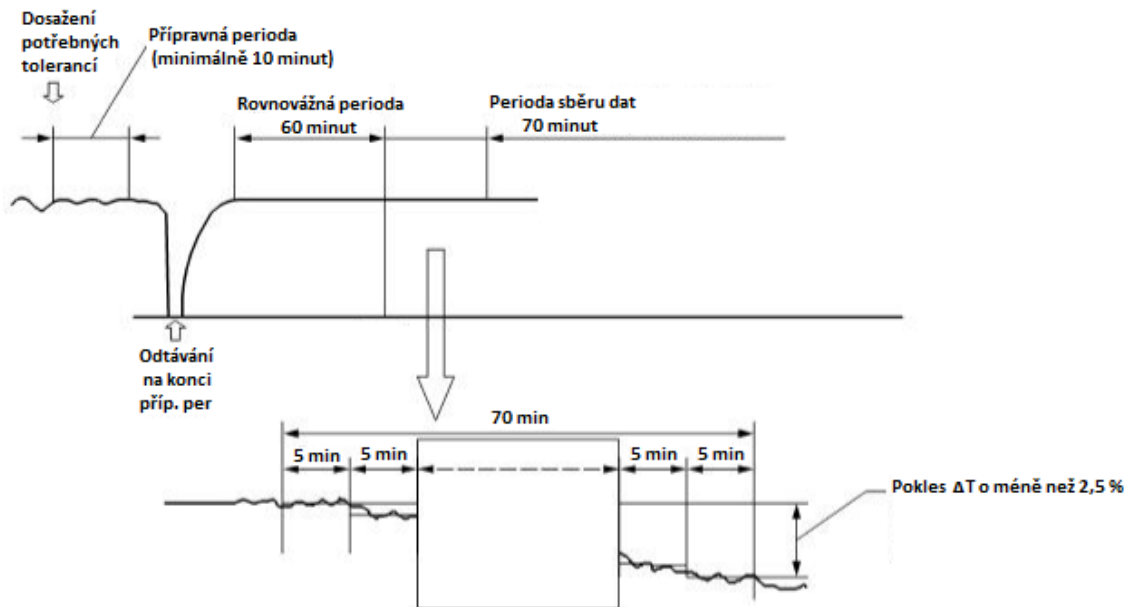 Dosažení
potřebných
tolerancí
Přípravná perioda
(minimálně 10 minut)
Rovnovážná perioda
60 minut
Perioda sběru dat
70 minut
Odtávání
na konci
příp. per
70 min
5 min
5 min
5 min
5 min
Pokles ΔT o méně než 2,5 %